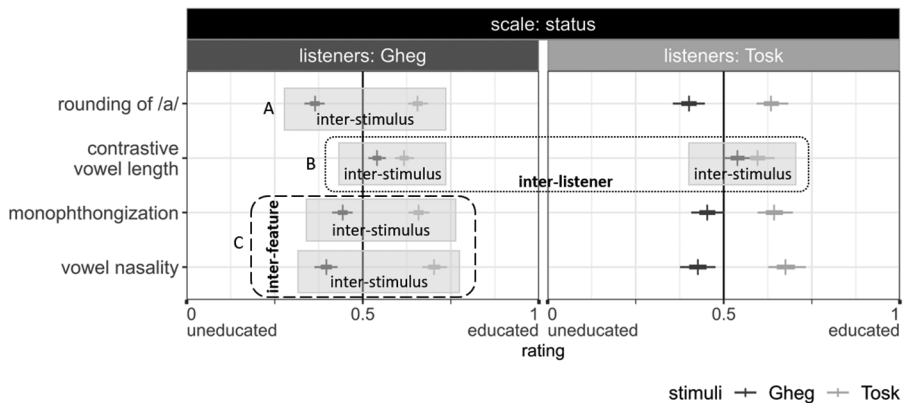 scale: status
listeners: Gheg
listeners: Tosk
rounding of /a/
A
inter-stimulus
contrastive
vowel length
B
inter-stimulus
inter-stimulus
inter-listener
monophthongization
inter-stimulus
C
inter-feature
vowel nasality
inter-stimulus
0
0.5
1
0
0.5
1
uneducated
educated
uneducated
educated
rating
stimuli
Gheg
Tosk